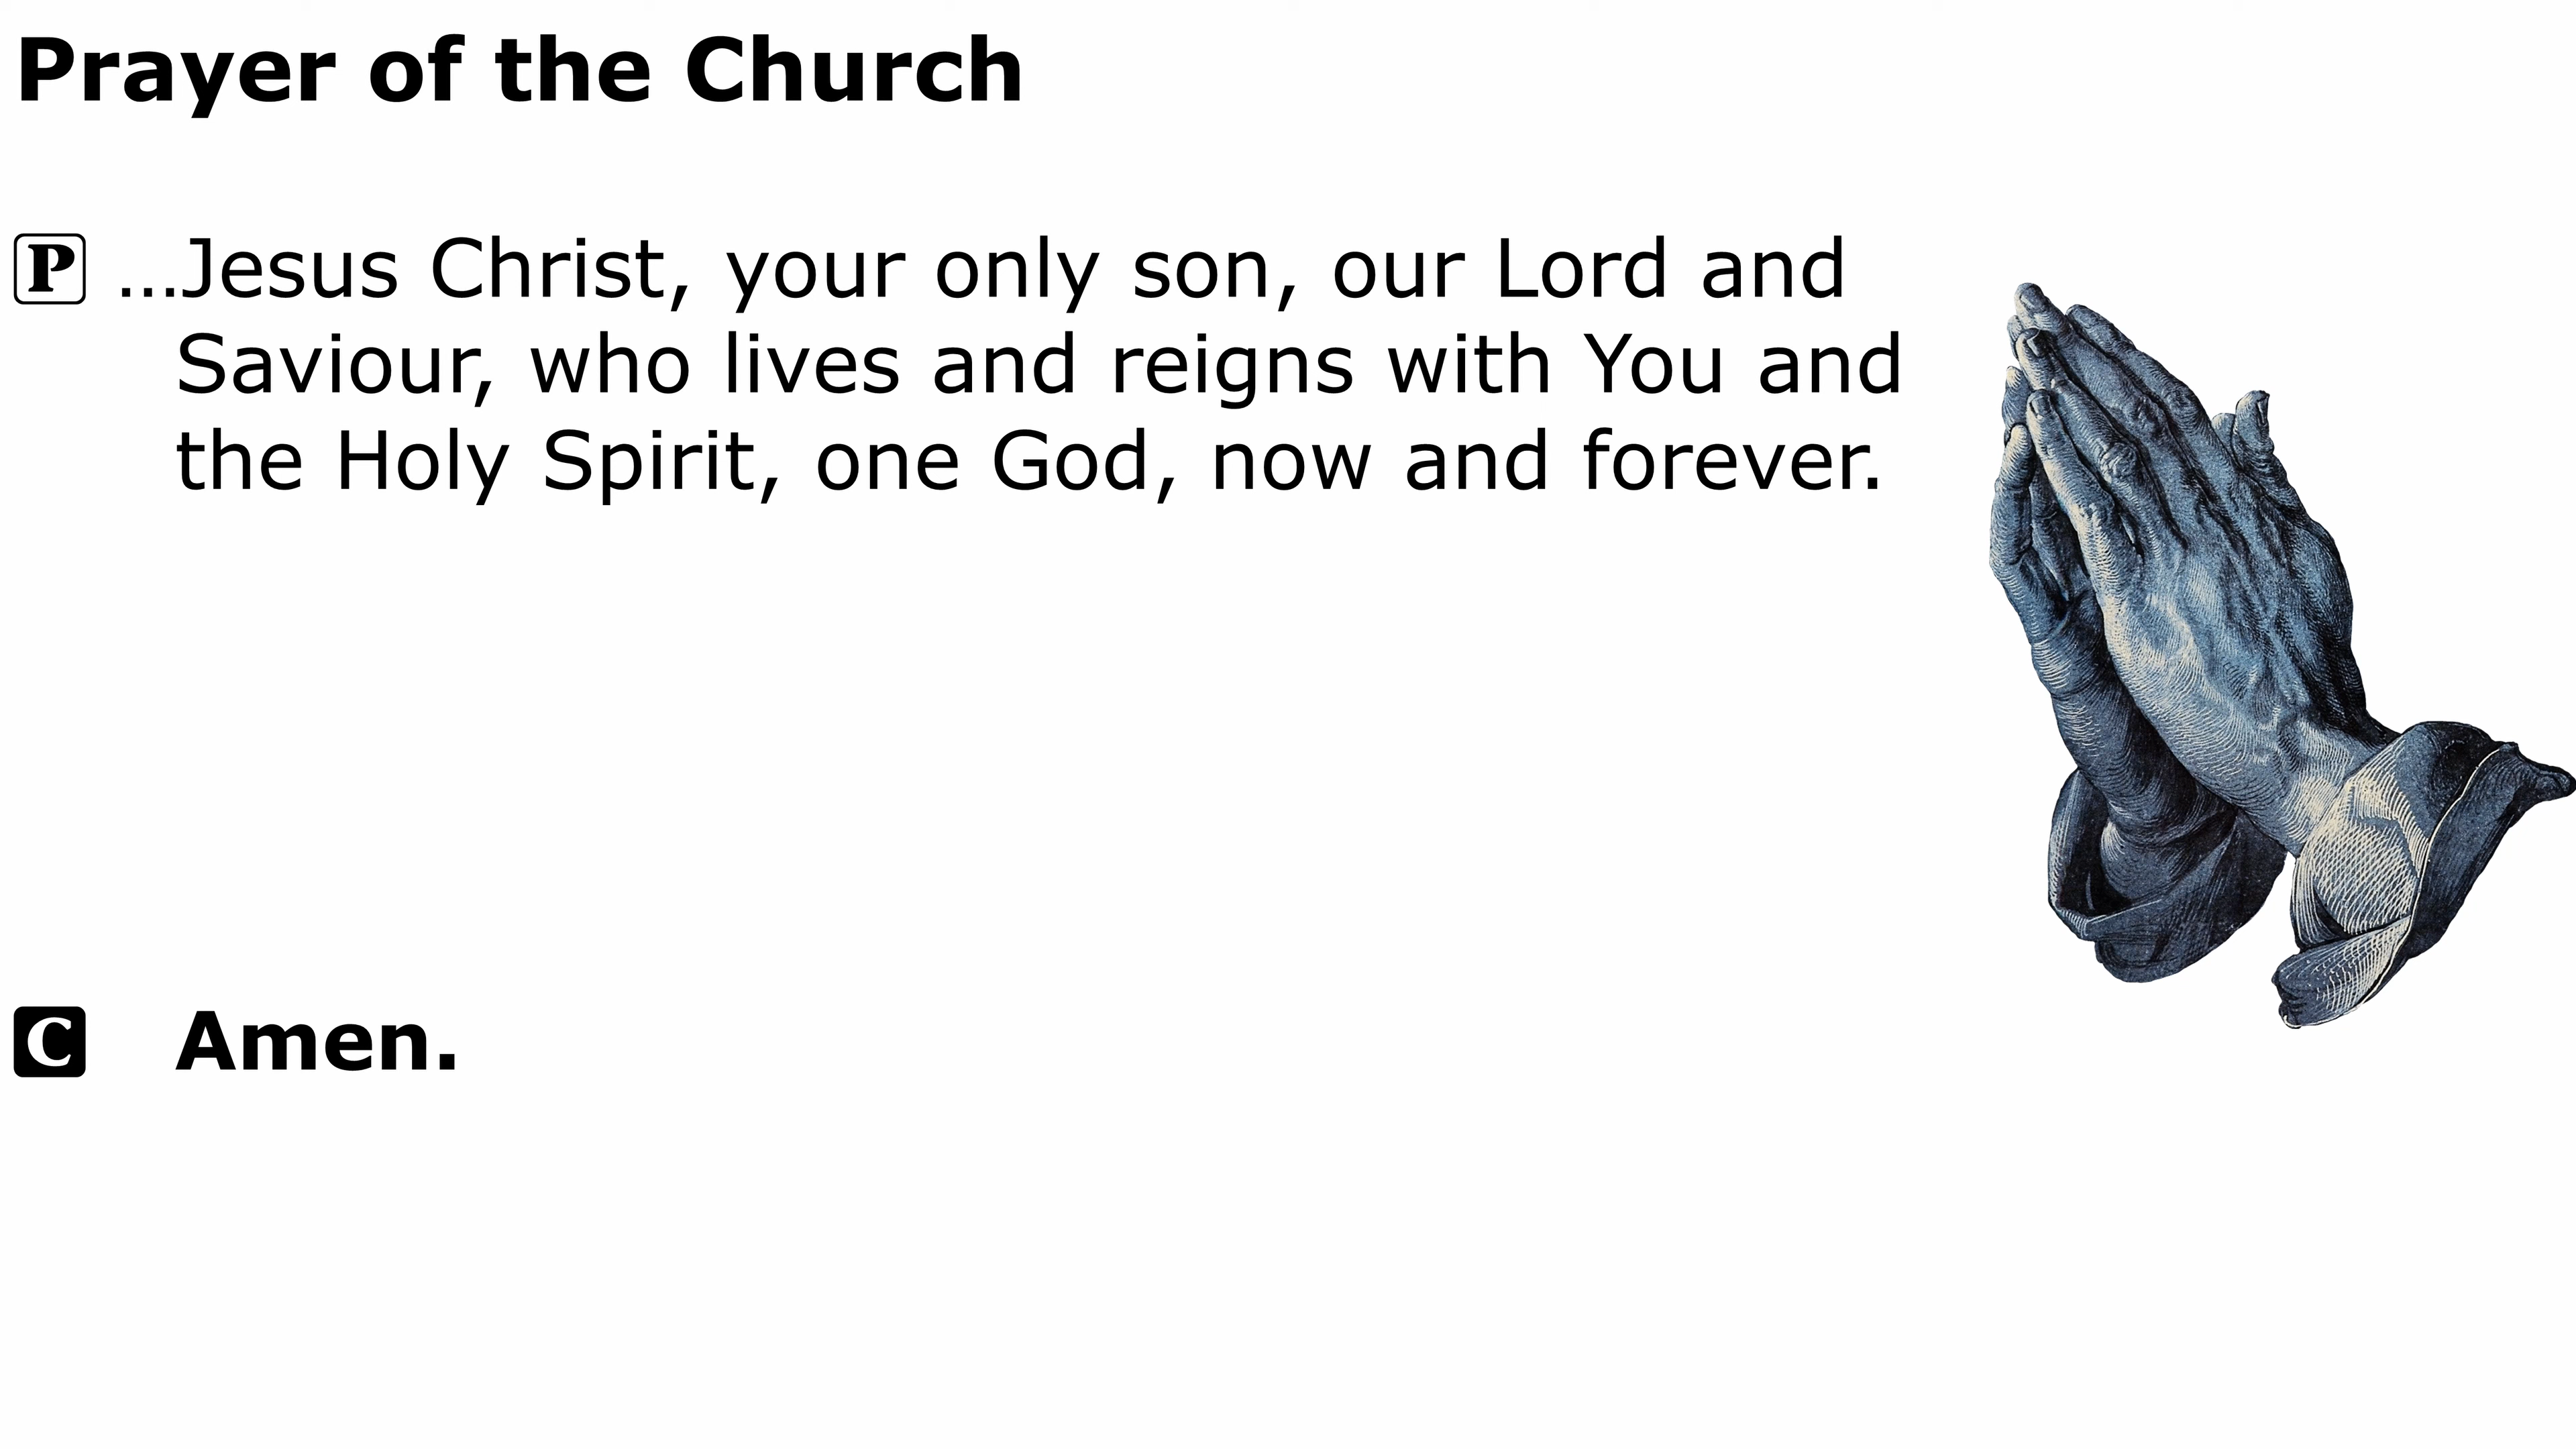 Prayer of the Church
P …Jesus Christ, your only son, our Lord and
Saviour, who lives and reigns with You and
the Holy Spirit, one God, now and forever.
C Amen.